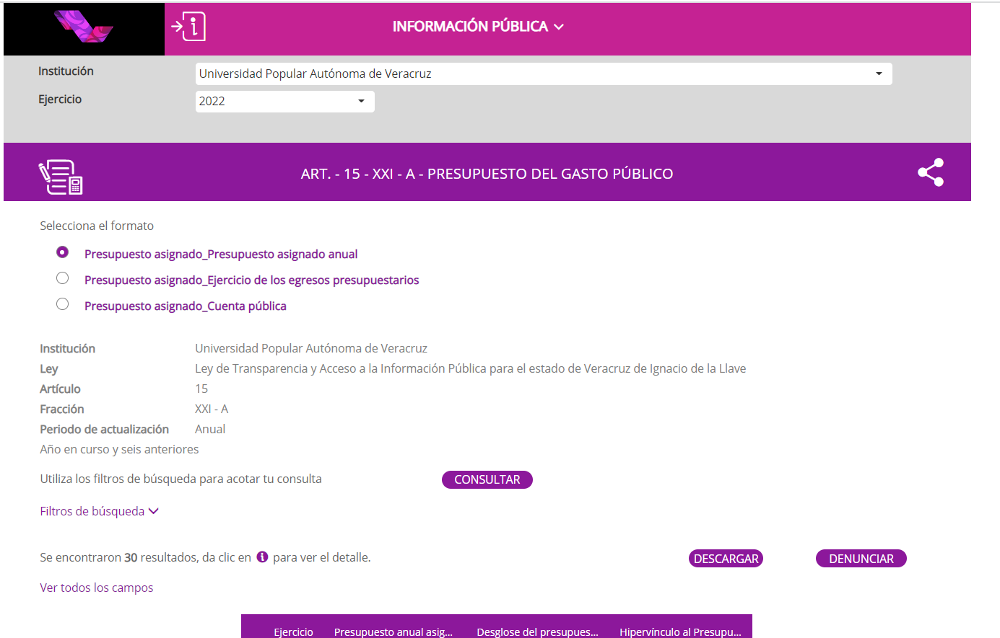 INFORMACIÓN PÚBLICA
Institución
Universidad Popular Autónoma de Veracruz
Ejercicio
2022
ART. - 15 - XXI - A - PRESUPUESTO DEL GASTO PÚBLICO
Selecciona el formato
Presupuesto asignado_Presupuesto asignado anual
Presupuesto asignado_Ejercicio de los egresos presupuestarios
Presupuesto asignado_Cuenta pública
Institución Universidad Popular Autónoma de Veracruz
Ley Ley de Transparencia y Acceso a la Información Pública para el estado de Veracruz de Ignacio de la Llave
Artículo 15
Fracción XXI - A
Periodo de actualización Anual
Año en curso y seis anteriores
Utiliza los filtros de búsqueda para acotar tu consulta CONSULTAR
Filtros de búsqueda
Se encontraron 30 resultados, da clic en i para ver el detalle. DESCARGAR DENUNCIAR
Ver todos los campos
Ejercicio Presupuesto anual asig... Desglose del presupues... Hipervínculo al Presupu...